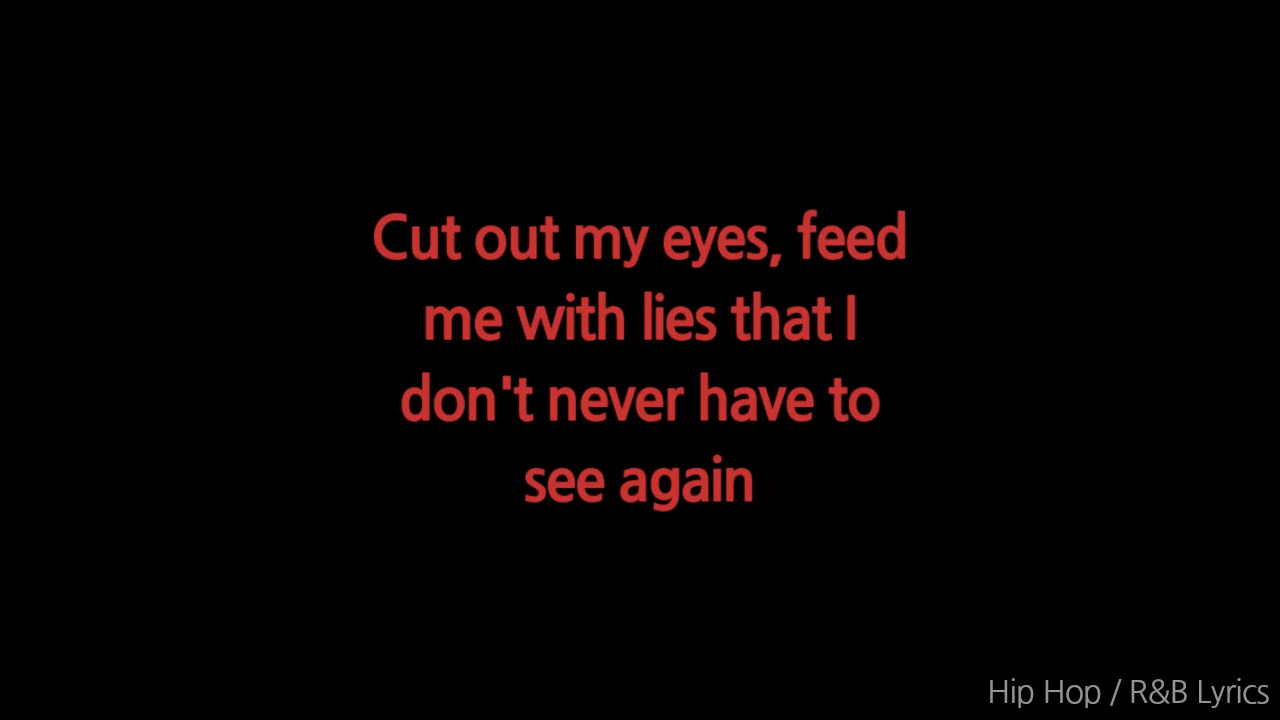 Cut out my eyes, feed
me with lies that I
don't never have to
see again
Hip Hop / R&B Lyrics